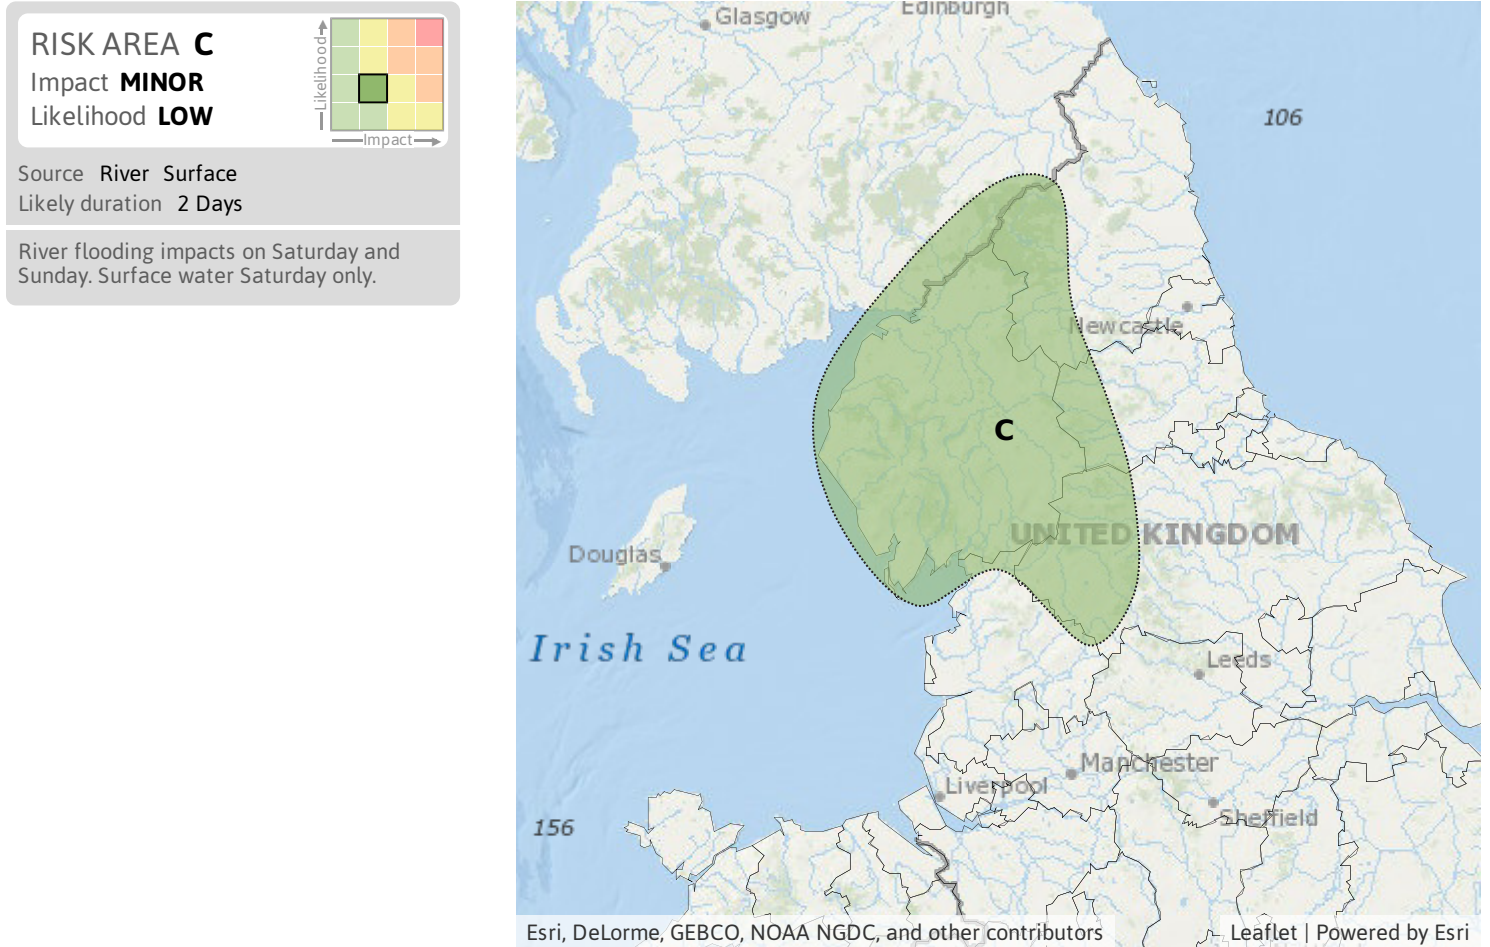 RISK AREA C
Impact MINOR
Likelihood LOW
Likelihood
Impact
Source River Surface
Likely duration 2 Days
River flooding impacts on Saturday and
Sunday. Surface water Saturday only.
Glasgow
Edinburgh
106
Newcastle
C
UNITED KINGDOM
Douglas
Irish Sea
Leeds
Manchester
Liverpool
Sheffield
156
Esri, DeLorme, GEBCO, NOAA NGDC, and other contributors
Leaflet | Powered by Esri